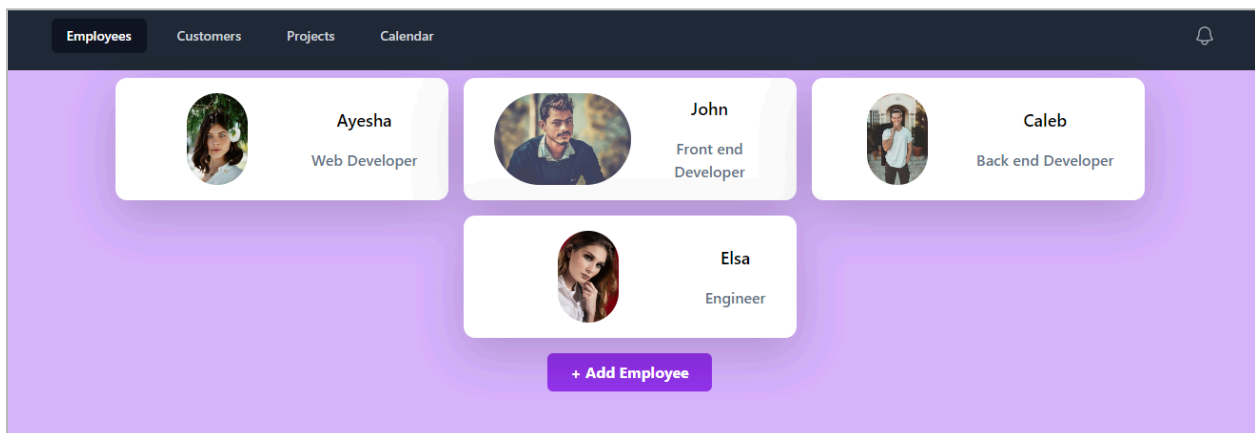 Employees Customers Projects Calendar
Ayesha
Web Developer
John
Front end
Developer
Caleb
Back end Developer
Elsa
Engineer
+ Add Employee